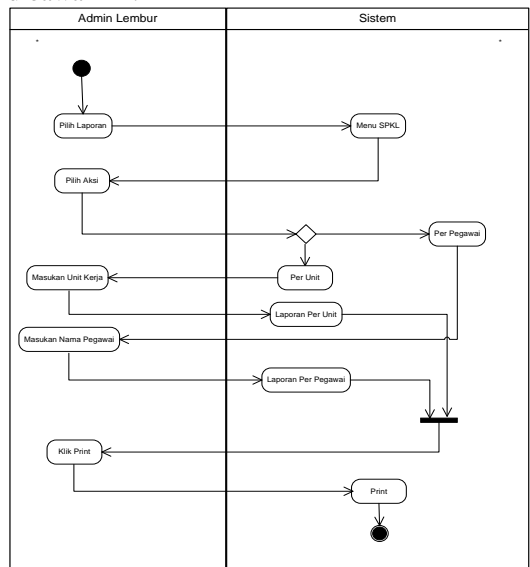 Admin Lembur
Sistem
Pilih Laporan
Menu SPKL
Pilih Aksi
Per Pegawai
Masukan Unit Kerja
Per Unit
Laporan Per Unit
Masukan Nama Pegawai
Laporan Per Pegawai
Klik Print
Print